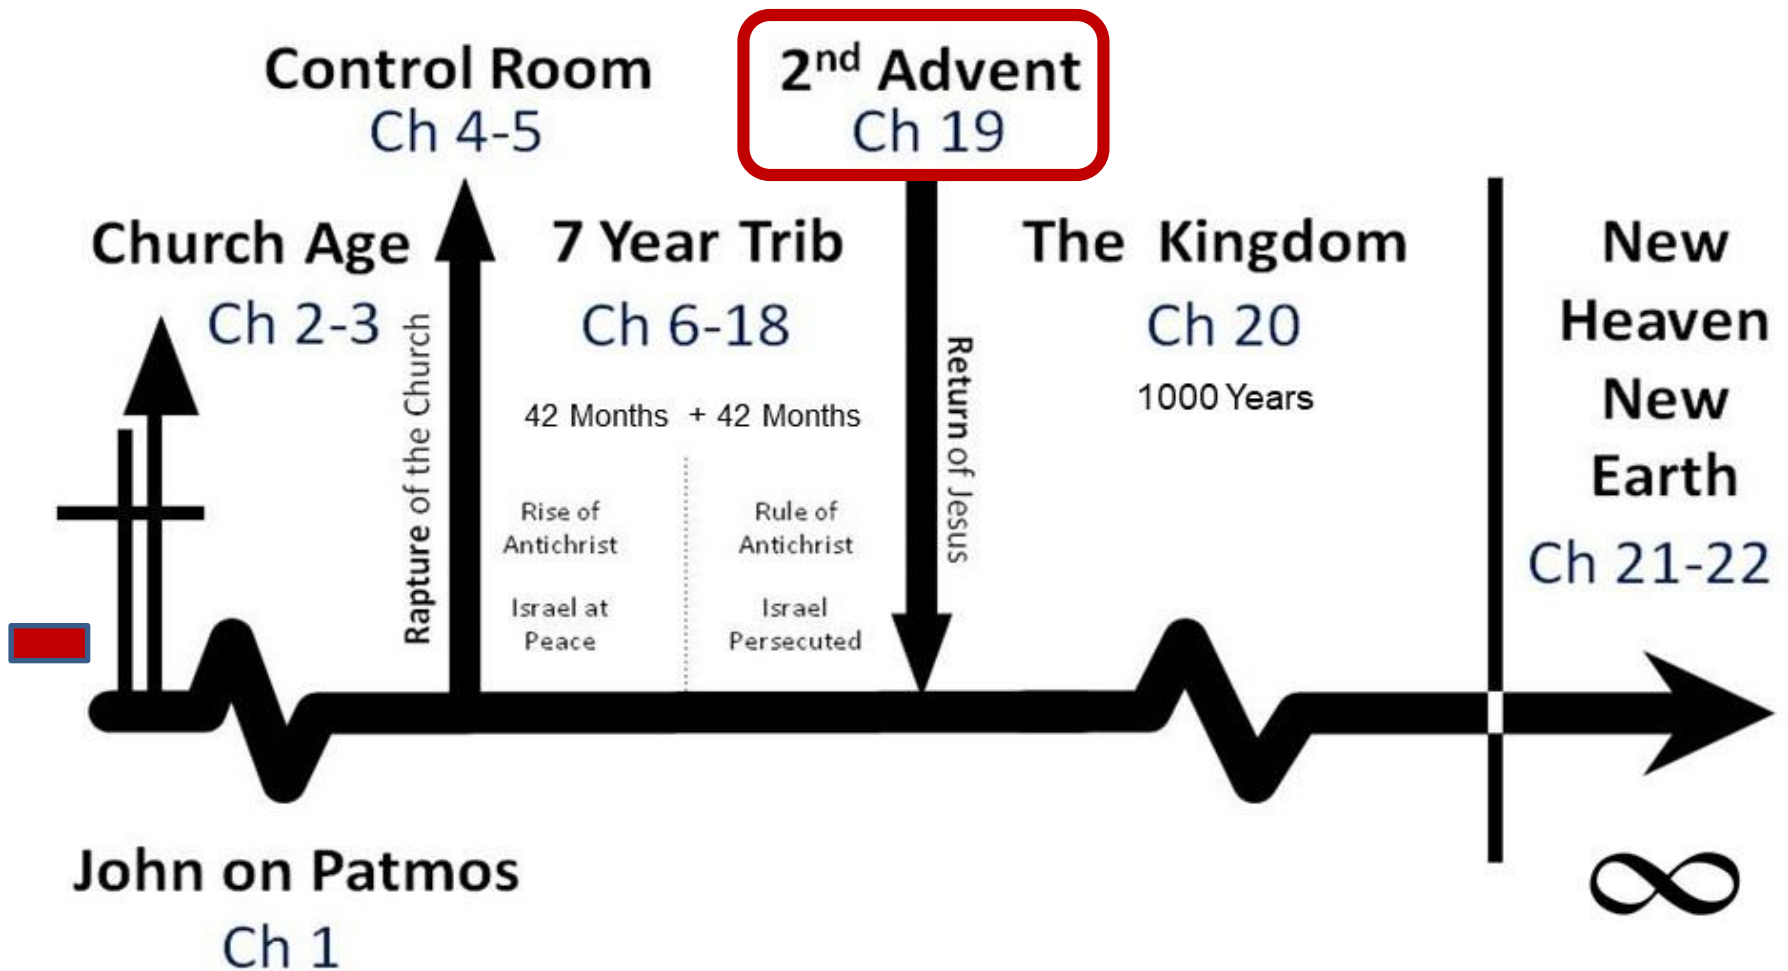 Control Room
Ch 4-5
2nd Advent
Ch 19
Church Age
Ch 2-3
Rapture of the Church
7 Year Trib
Ch 6-18
42 Months + 42 Months
Rise of
Antichrist
Israel at
Peace
Rule of
Antichrist
Israel
Persecuted
Return of Jesus
The Kingdom
Ch 20
1000 Years
New
Heaven
New
Earth
Ch 21-22
John on Patmos
Ch 1
∞